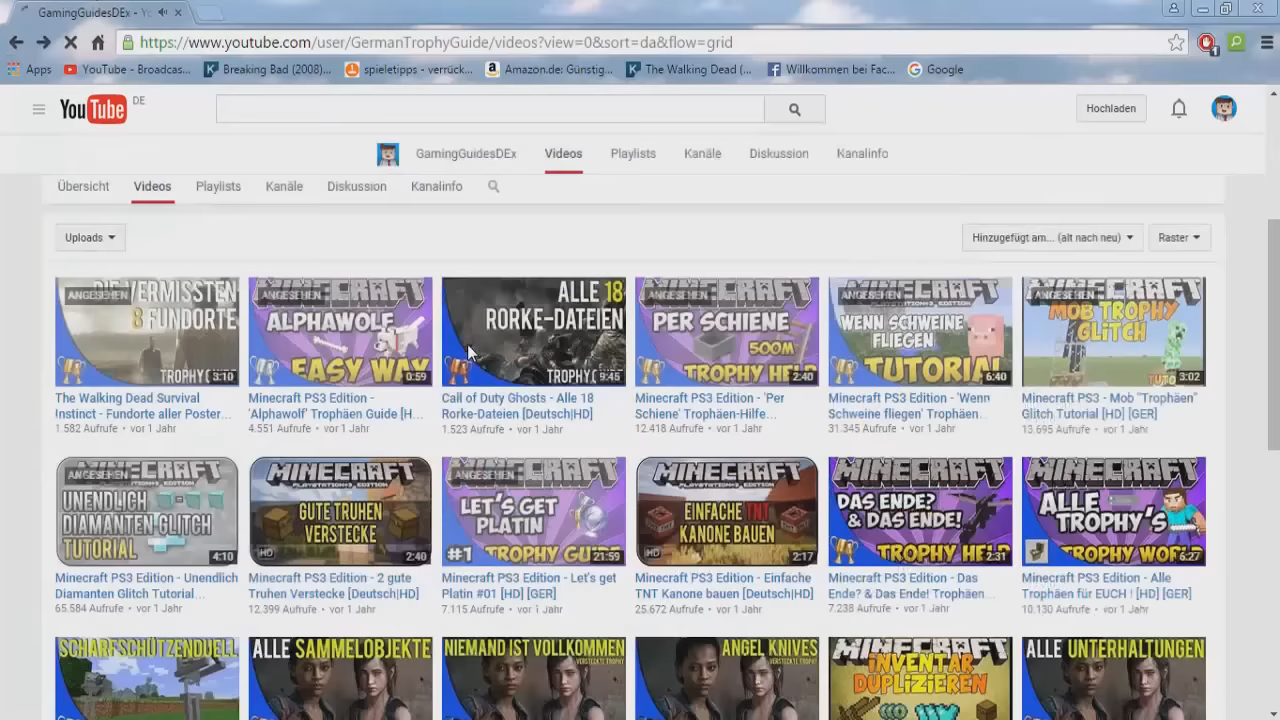 GamingGuidesDEx - Yo
https://www.youtube.com/user/GermanTrophyGuide/videos?view=0&sort=da&flow=grid
Apps YouTube - Broadcas... Breaking Bad (2008)... spieletipps - verrück... Amazon.de: Günstig... The Walking Dead (... Willkommen bei Fac... Google
YouTube DE Hochladen
GamingGuidesDEx Videos Playlists Kanäle Diskussion Kanalinfo
Übersicht Videos Playlists Kanäle Diskussion Kanalinfo
Uploads Hinzugefügt am... (alt nach neu) Raster
ANGESEHEN
DIE VERMISSTEN
8 FUNDORTE
3:10
The Walking Dead Survival
Instinct - Fundorte aller Poster...
1.582 Aufrufe • vor 1 Jahr
ANGESEHEN
MINECRAFT
ALPHAWOLF
EASY WAY
0:59
Minecraft PS3 Edition -
'Alphawolf' Trophäen Guide [H...
4.551 Aufrufe • vor 1 Jahr
ALLE 18
RORKE-DATEIEN
9:45
Call of Duty Ghosts - Alle 18
Rorke-Dateien [Deutsch|HD]
1.523 Aufrufe • vor 1 Jahr
ANGESEHEN
MINECRAFT
PER SCHIENE
500M
TROPHY HELP
2:40
Minecraft PS3 Edition - 'Per
Schiene' Trophäen-Hilfe...
12.418 Aufrufe • vor 1 Jahr
ANGESEHEN
MINECRAFT
WENN SCHWEINE
FLIEGEN
TUTORIAL
6:40
Minecraft PS3 Edition - 'Wenn
Schweine fliegen' Trophäen...
31.345 Aufrufe • vor 1 Jahr
ANGESEHEN
MINECRAFT
MOB TROPHY
GLITCH
3:02
Minecraft PS3 - Mob "Trophäen"
Glitch Tutorial [HD] [GER]
13.695 Aufrufe • vor 1 Jahr
ANGESEHEN
MINECRAFT
UNENDLICH
DIAMANTEN GLITCH
TUTORIAL
4:10
Minecraft PS3 Edition - Unendlich
Diamanten Glitch Tutorial...
65.584 Aufrufe • vor 1 Jahr
MINECRAFT
PLAYSTATION®3 EDITION
GUTE TRUHEN
VERSTECKE
HD 2:40
Minecraft PS3 Edition - 2 gute
Truhen Verstecke [Deutsch|HD]
12.399 Aufrufe • vor 1 Jahr
ANGESEHEN
MINECRAFT
LET'S GET
PLATIN
#1 TROPHY GUIDE
21:59
Minecraft PS3 Edition - Let's get
Platin #01 [HD] [GER]
7.115 Aufrufe • vor 1 Jahr
MINECRAFT
PLAYSTATION®3 EDITION
EINFACHE TNT
KANONE BAUEN
HD 2:17
Minecraft PS3 Edition - Einfache
TNT Kanone bauen [Deutsch|HD]
25.672 Aufrufe • vor 1 Jahr
MINECRAFT
DAS ENDE?
& DAS ENDE!
TROPHY HELP
2:31
Minecraft PS3 Edition - Das
Ende? & Das Ende! Trophäen...
7.238 Aufrufe • vor 1 Jahr
MINECRAFT
ALLE
TROPHY'S
6:27
Minecraft PS3 Edition - Alle
Trophäen für EUCH ! [HD] [GER]
10.130 Aufrufe • vor 1 Jahr
SCHARFSCHÜTZENDUELL
ALLE SAMMELOBJEKTE
NIEMAND IST VOLLKOMMEN
VERSTECKTE TROPHY
ANGEL KNIVES
VERSTECKTE TROPHY
MINECRAFT
INVENTAR
DUPLIZIEREN
ALLE UNTERHALTUNGEN